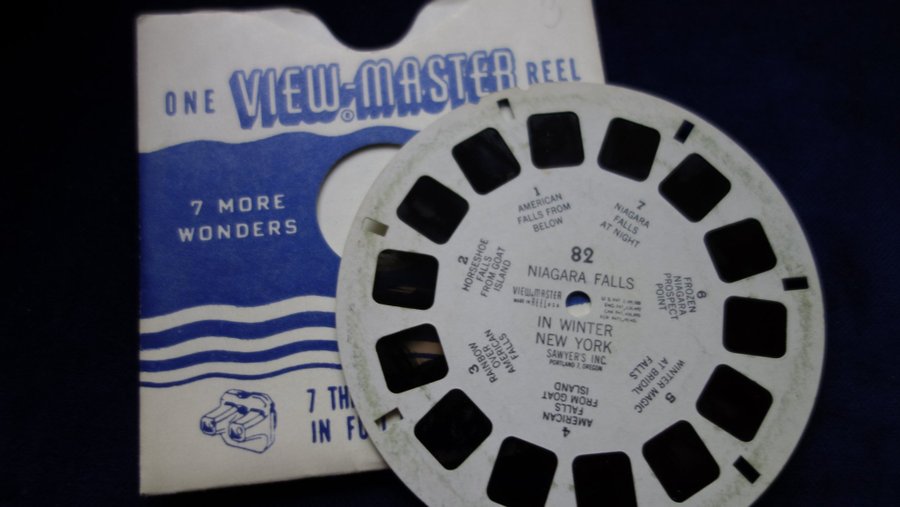 ONE VIEW-MASTER® REEL
7 MORE
WONDERS
7 TH
IN FU
1
AMERICAN
FALLS FROM
BELOW
7
NIAGARA
FALLS
AT NIGHT
2
HORSESHOE
FALLS
FROM GOAT
ISLAND
82
NIAGARA FALLS
VIEW-MASTER
MADE IN REEL U.S.A.
IN WINTER
NEW YORK
SAWYER'S INC.
PORTLAND 7, OREGON
6
FROZEN
NIAGARA
PROSPECT
POINT
3
RAINBOW
OVER
AMERICAN
FALLS
4
AMERICAN
FALLS
FROM GOAT
ISLAND
5
WINTER MAGIC
AT BRIDAL
FALLS